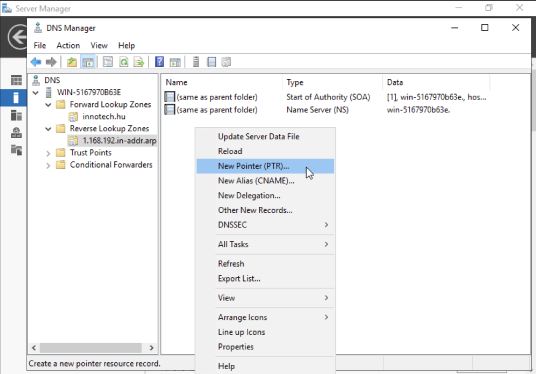 Server Manager
DNS Manager
File Action View Help
DNS
WIN-5167970B63E
Forward Lookup Zones
innotech.hu
Reverse Lookup Zones
1.168.192.in-addr.arp
Trust Points
Conditional Forwarders
Name Type Data
(same as parent folder) Start of Authority (SOA) [1], win-5167970b63e., hos...
(same as parent folder) Name Server (NS) win-5167970b63e.
Update Server Data File
Reload
New Pointer (PTR)...
New Alias (CNAME)...
New Delegation...
Other New Records...
DNSSEC
All Tasks
Refresh
Export List...
View
Arrange Icons
Line up Icons
Properties
Help
Create a new pointer resource record.